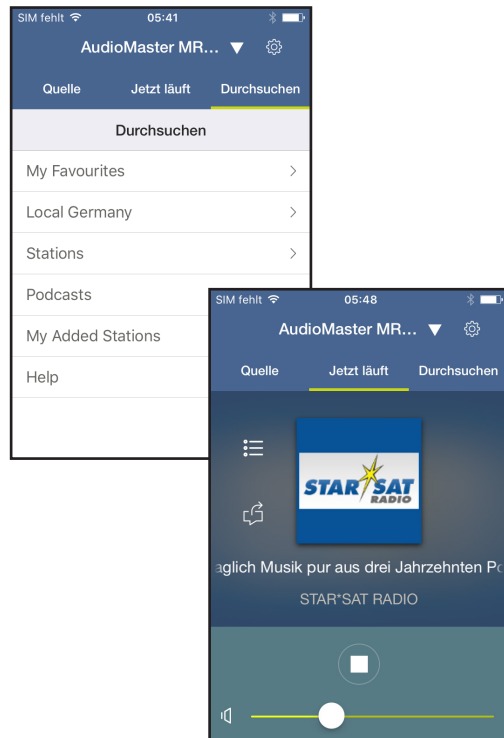 SIM fehlt 05:41
AudioMaster MR... ▼
Quelle Jetzt läuft Durchsuchen
Durchsuchen
My Favourites
Local Germany
Stations
Podcasts
My Added Stations
Help
SIM fehlt 05:48
AudioMaster MR... ▼
Quelle Jetzt läuft Durchsuchen
STAR SAT
RADIO
aglich Musik pur aus drei Jahrzehnten Po
STAR*SAT RADIO